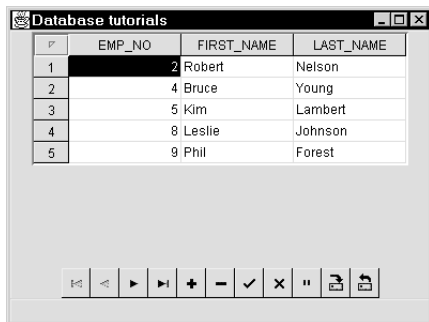 Database tutorials
EMP_NO FIRST_NAME LAST_NAME
1 2 Robert Nelson
2 4 Bruce Young
3 5 Kim Lambert
4 8 Leslie Johnson
5 9 Phil Forest